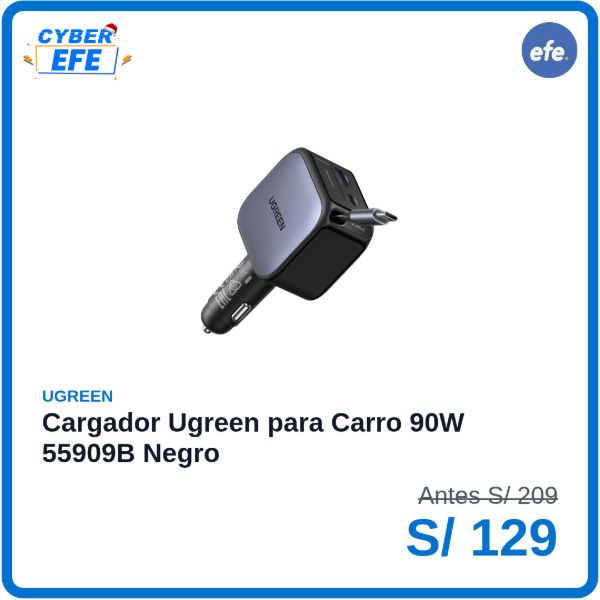 CYBER
EFE
efe.
UGREEN
UGREEN
Cargador Ugreen para Carro 90W
55909B Negro
Antes S/ 209
S/ 129